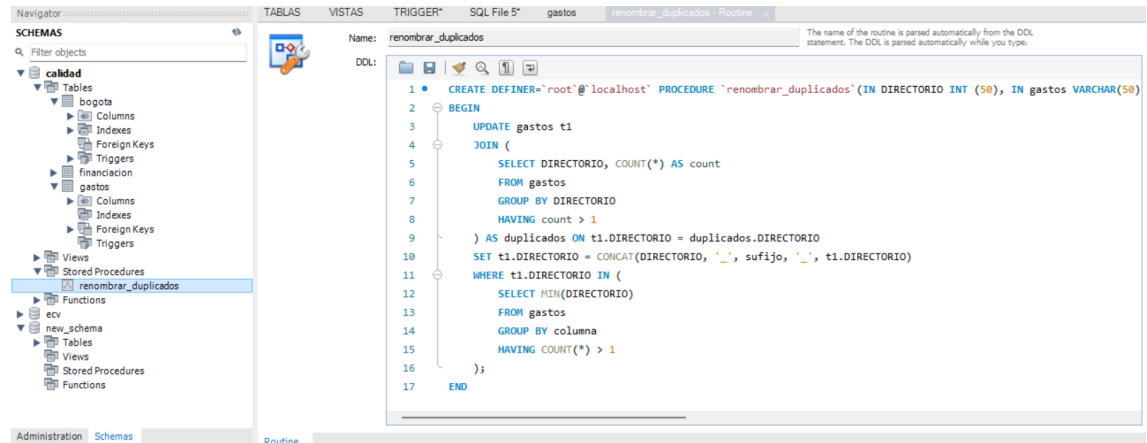 Navigator
SCHEMAS
Filter objects
calidad
Tables
bogota
Columns
Indexes
Foreign Keys
Triggers
financiacion
gastos
Columns
Indexes
Foreign Keys
Triggers
Views
Stored Procedures
renombrar_duplicados
Functions
ecv
new_schema
Tables
Views
Stored Procedures
Functions
Administration Schemas
TABLAS VISTAS TRIGGER* SQL File 5* gastos renombrar_duplicados - Routine
Name: renombrar_duplicados
The name of the routine is parsed automatically from the DDL
statement. The DDL is parsed automatically while you type.
DDL:
1 CREATE DEFINER=`root`@`localhost` PROCEDURE `renombrar_duplicados`(IN DIRECTORIO INT (50), IN gastos VARCHAR(50)
2 BEGIN
3 UPDATE gastos t1
4 JOIN (
5 SELECT DIRECTORIO, COUNT(*) AS count
6 FROM gastos
7 GROUP BY DIRECTORIO
8 HAVING count > 1
9 ) AS duplicados ON t1.DIRECTORIO = duplicados.DIRECTORIO
10 SET t1.DIRECTORIO = CONCAT(DIRECTORIO, '_', sufijo, '_', t1.DIRECTORIO)
11 WHERE t1.DIRECTORIO IN (
12 SELECT MIN(DIRECTORIO)
13 FROM gastos
14 GROUP BY columna
15 HAVING COUNT(*) > 1
16 );
17 END
Routine